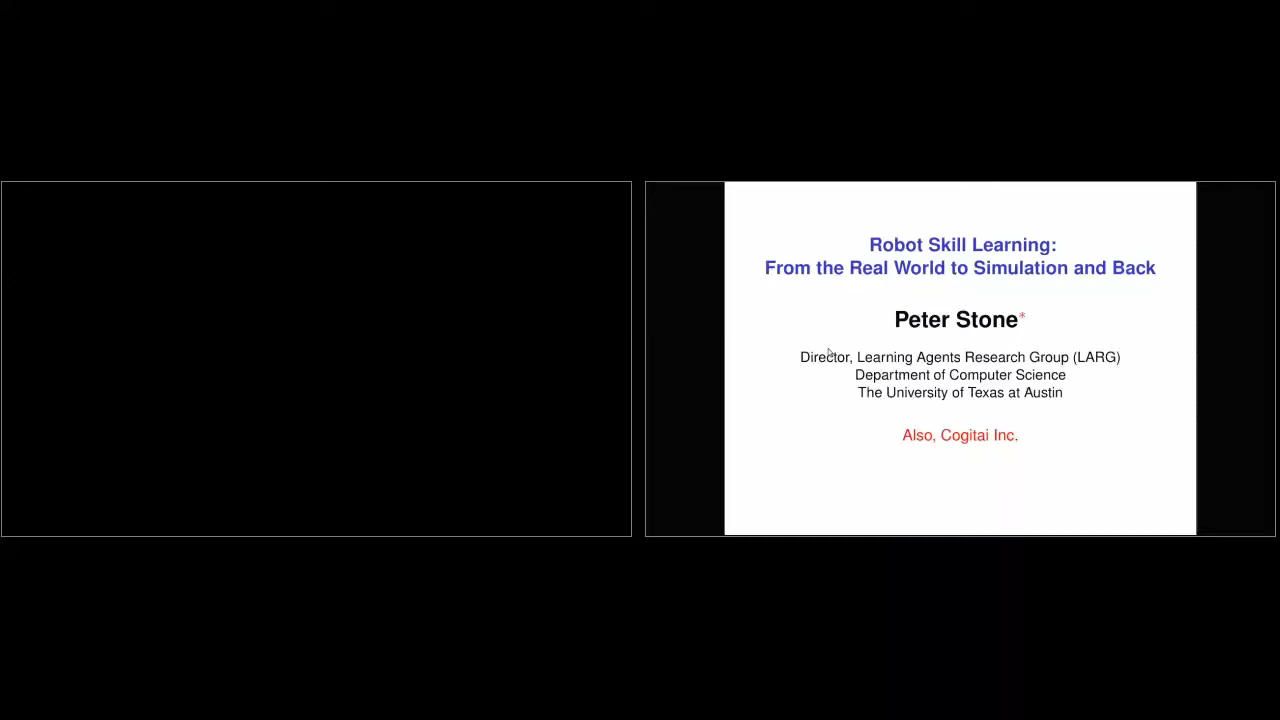 Robot Skill Learning:
From the Real World to Simulation and Back
Peter Stone*
Director, Learning Agents Research Group (LARG)
Department of Computer Science
The University of Texas at Austin
Also, Cogitai Inc.